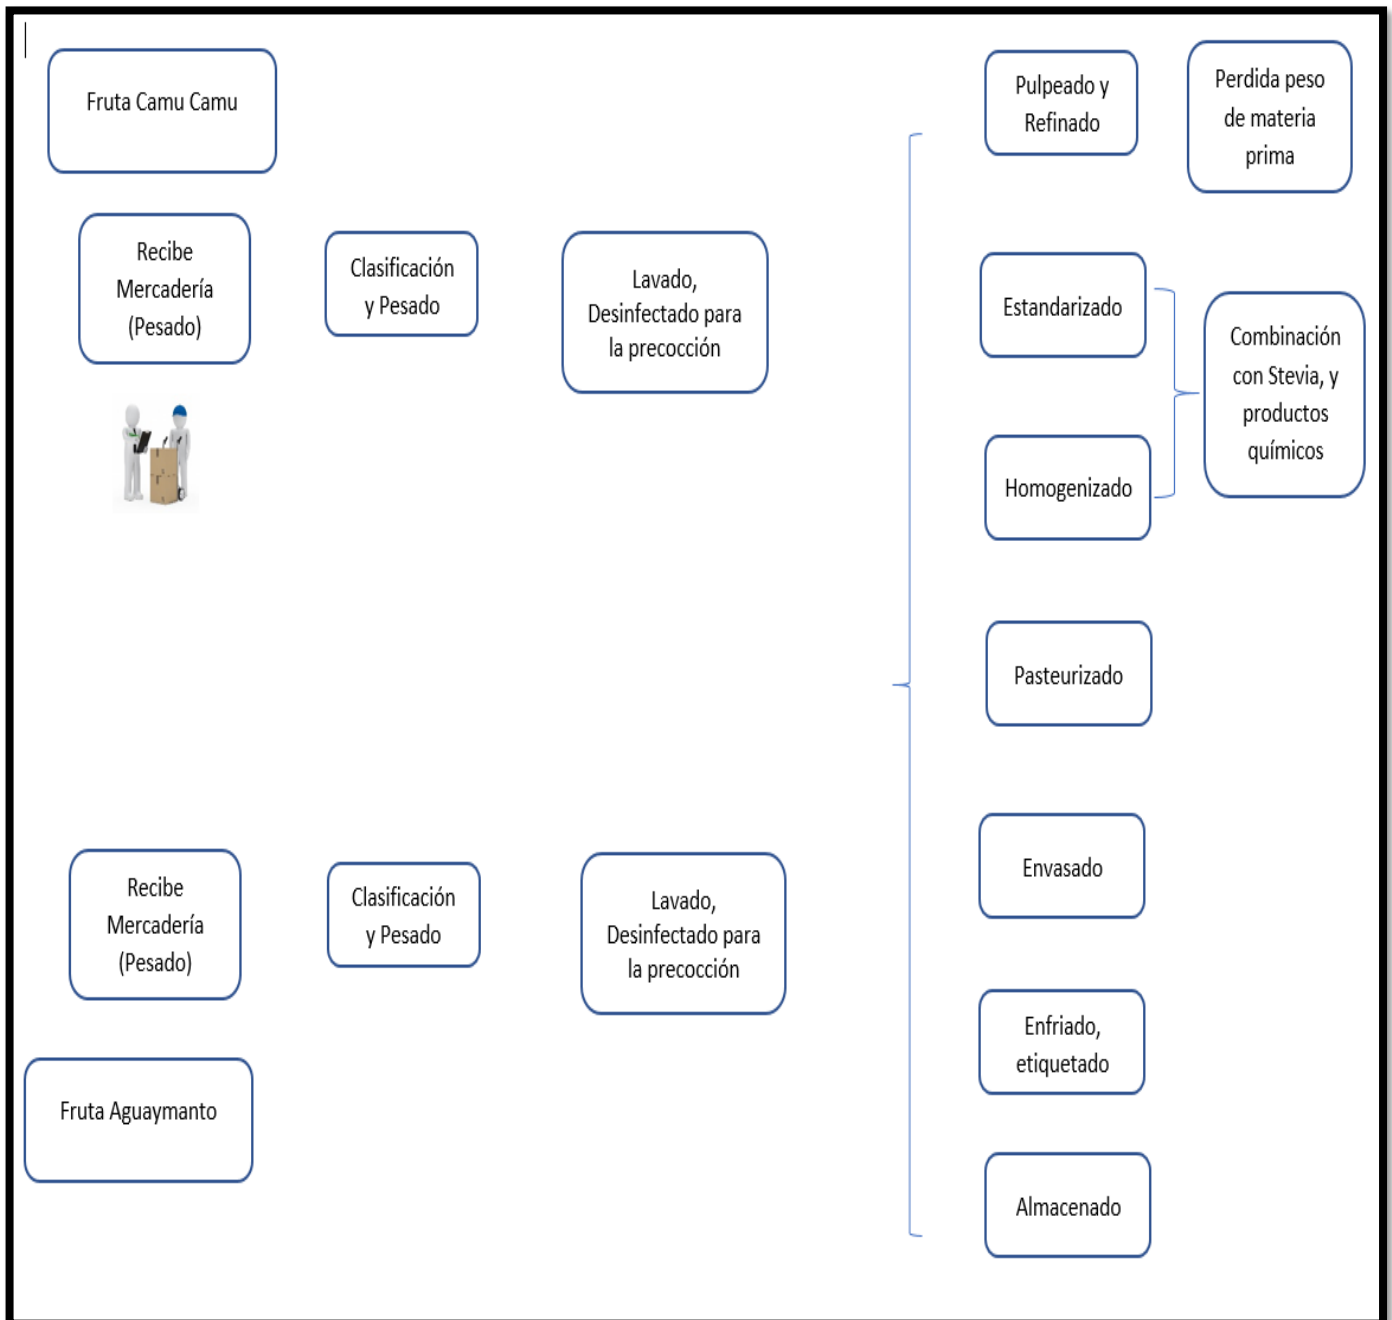 Fruta Camu Camu
Recibe
Mercadería
(Pesado)
Clasificación
y Pesado
Lavado,
Desinfectado para
la precocción
Recibe
Mercadería
(Pesado)
Clasificación
y Pesado
Lavado,
Desinfectado para
la precocción
Fruta Aguaymanto
Pulpeado y
Refinado
Perdida peso
de materia
prima
Estandarizado
Homogenizado
Combinación
con Stevia, y
productos
químicos
Pasteurizado
Envasado
Enfriado,
etiquetado
Almacenado